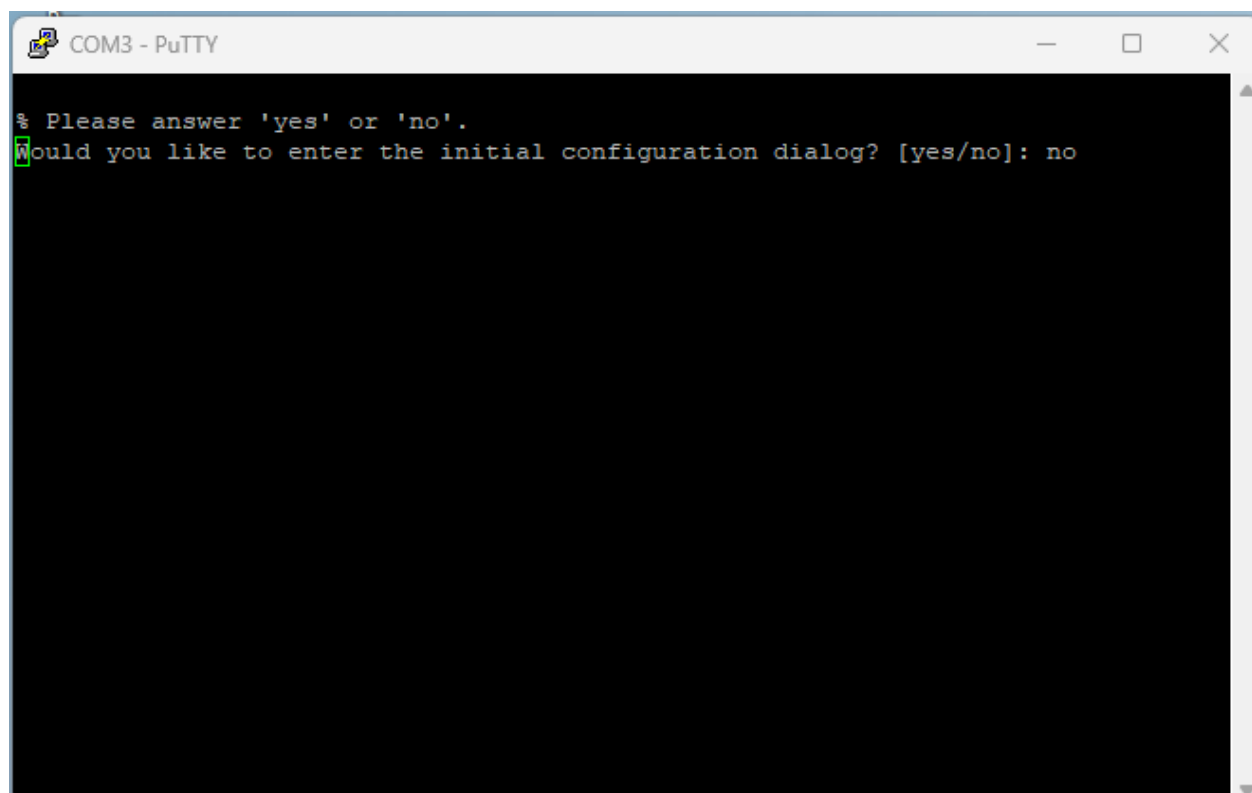 COM3 - PuTTY
% Please answer 'yes' or 'no'.
Would you like to enter the initial configuration dialog? [yes/no]: no